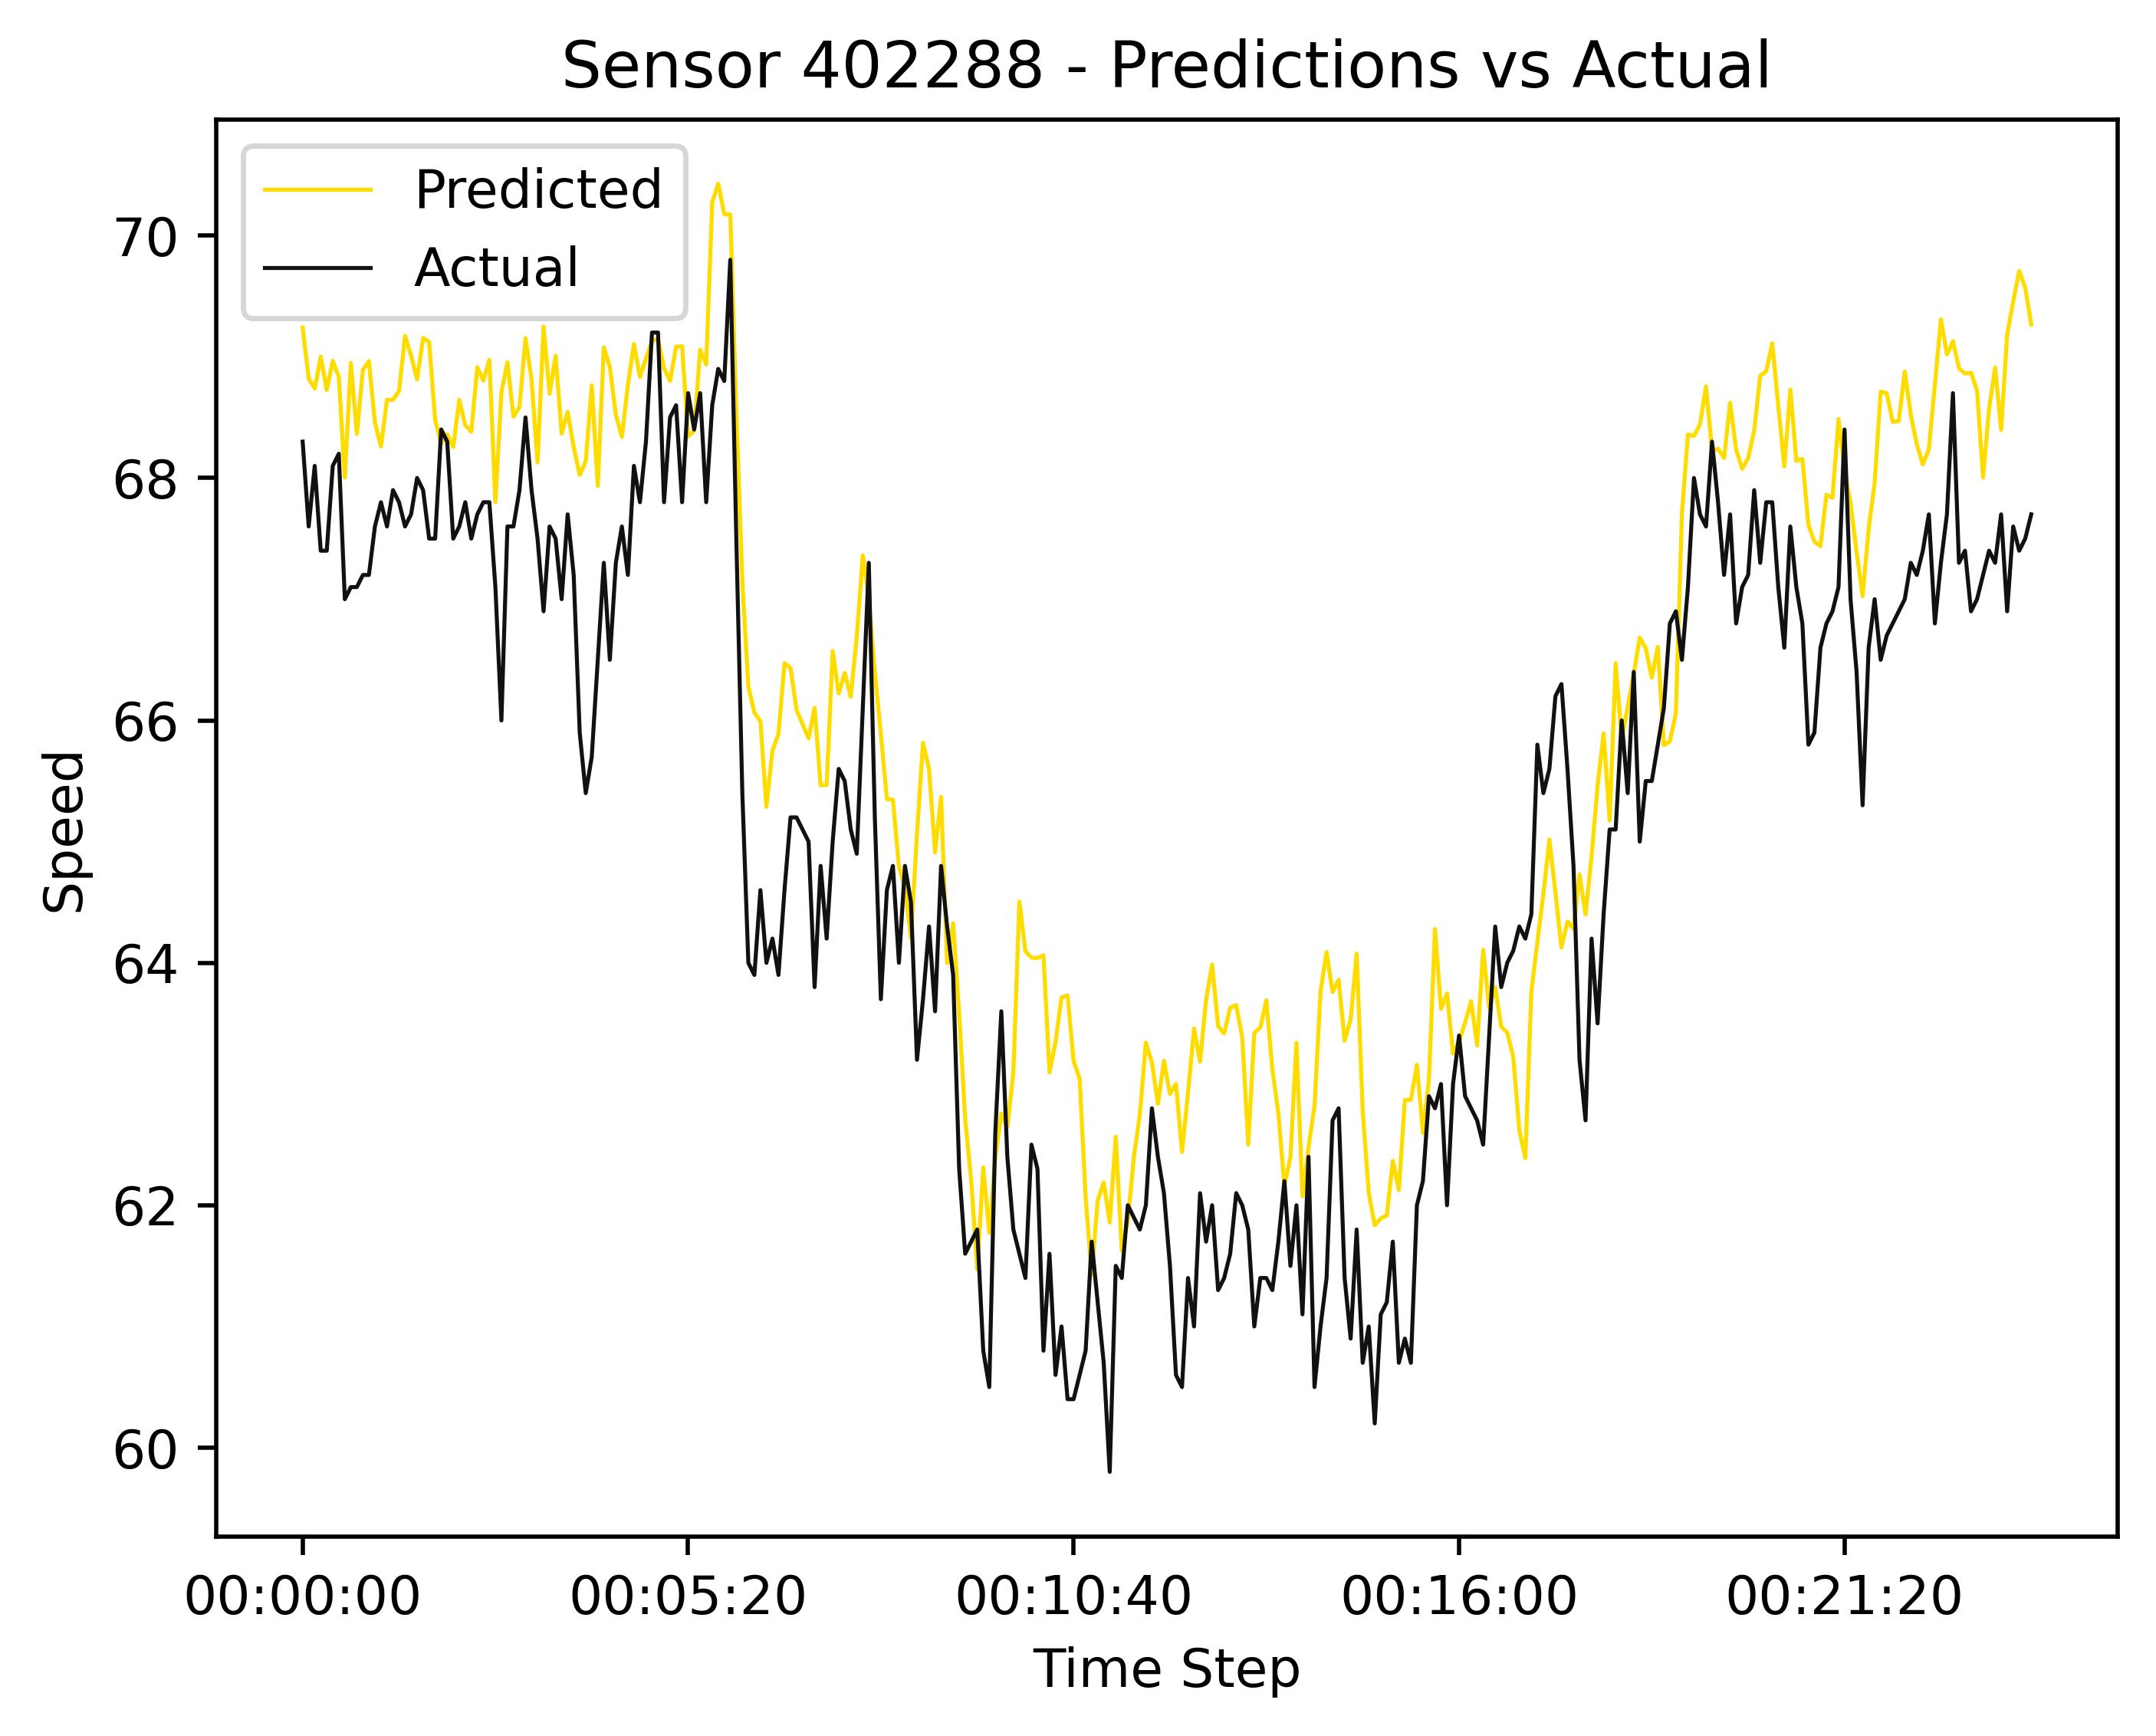 Sensor 402288 - Predictions vs Actual
Predicted
Actual
70
68
66
64
62
60
Speed
00:00:00 00:05:20 00:10:40 00:16:00 00:21:20
Time Step